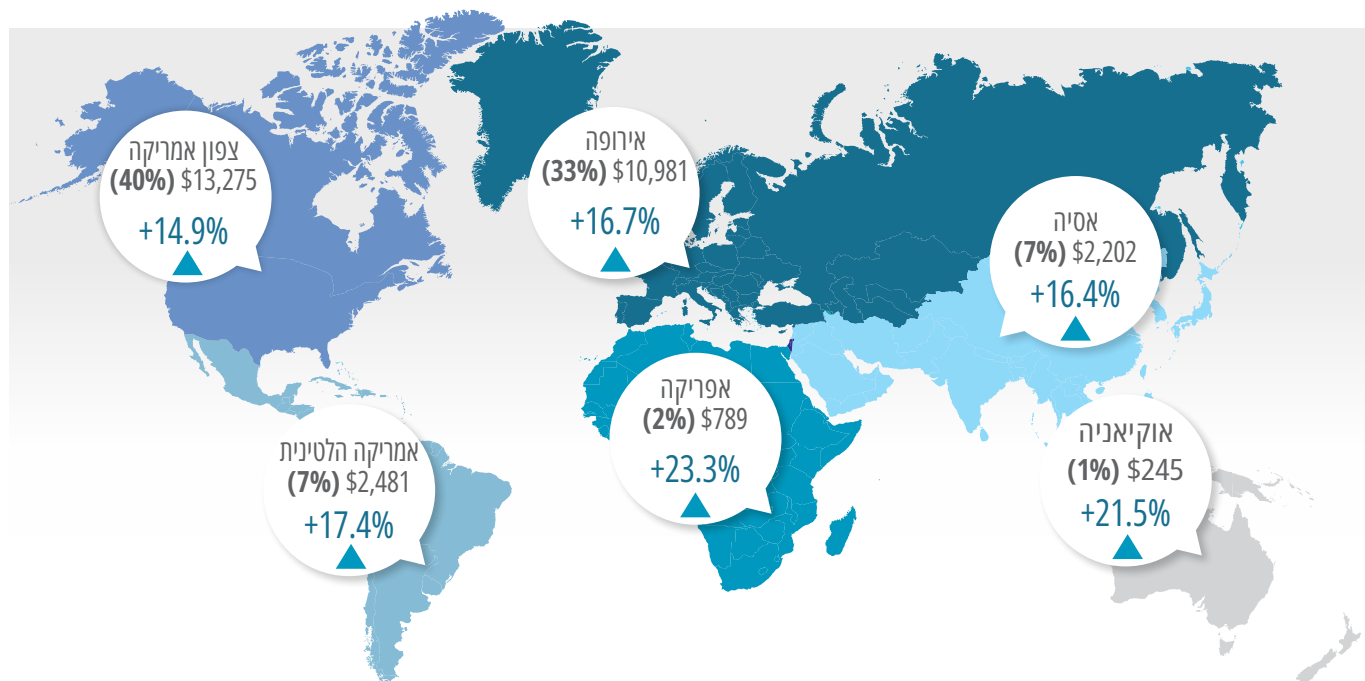 צפון אמריקה
$13,275 (40%)
+14.9%
אירופה
$10,981 (33%)
+16.7%
אסיה
$2,202 (7%)
+16.4%
אפריקה
$789 (2%)
+23.3%
אמריקה הלטינית
$2,481 (7%)
+17.4%
אוקיאניה
$245 (1%)
+21.5%